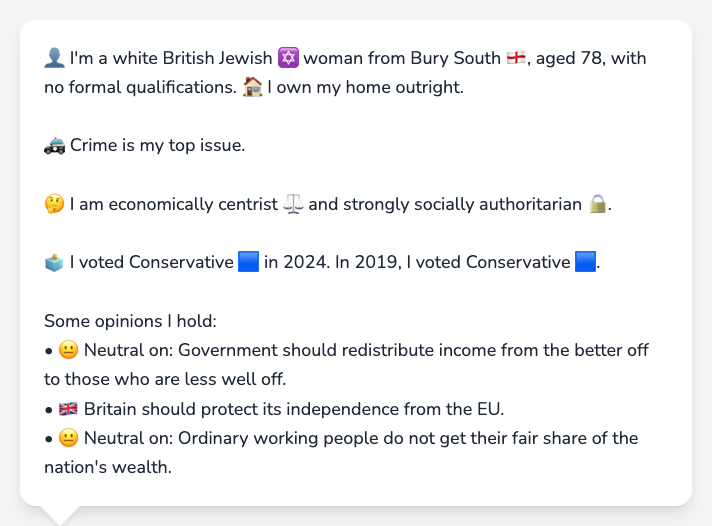 👤 I'm a white British Jewish ✡️ woman from Bury South 🏴󠁧󠁢󠁥󠁮󠁧󠁿, aged 78, with
no formal qualifications. 🏠 I own my home outright.
🚓 Crime is my top issue.
🤔 I am economically centrist ⚖️ and strongly socially authoritarian 🔒.
🗳️ I voted Conservative 🟦 in 2024. In 2019, I voted Conservative 🟦.
Some opinions I hold:
• 😐 Neutral on: Government should redistribute income from the better off
to those who are less well off.
• 🇬🇧 Britain should protect its independence from the EU.
• 😐 Neutral on: Ordinary working people do not get their fair share of the
nation's wealth.